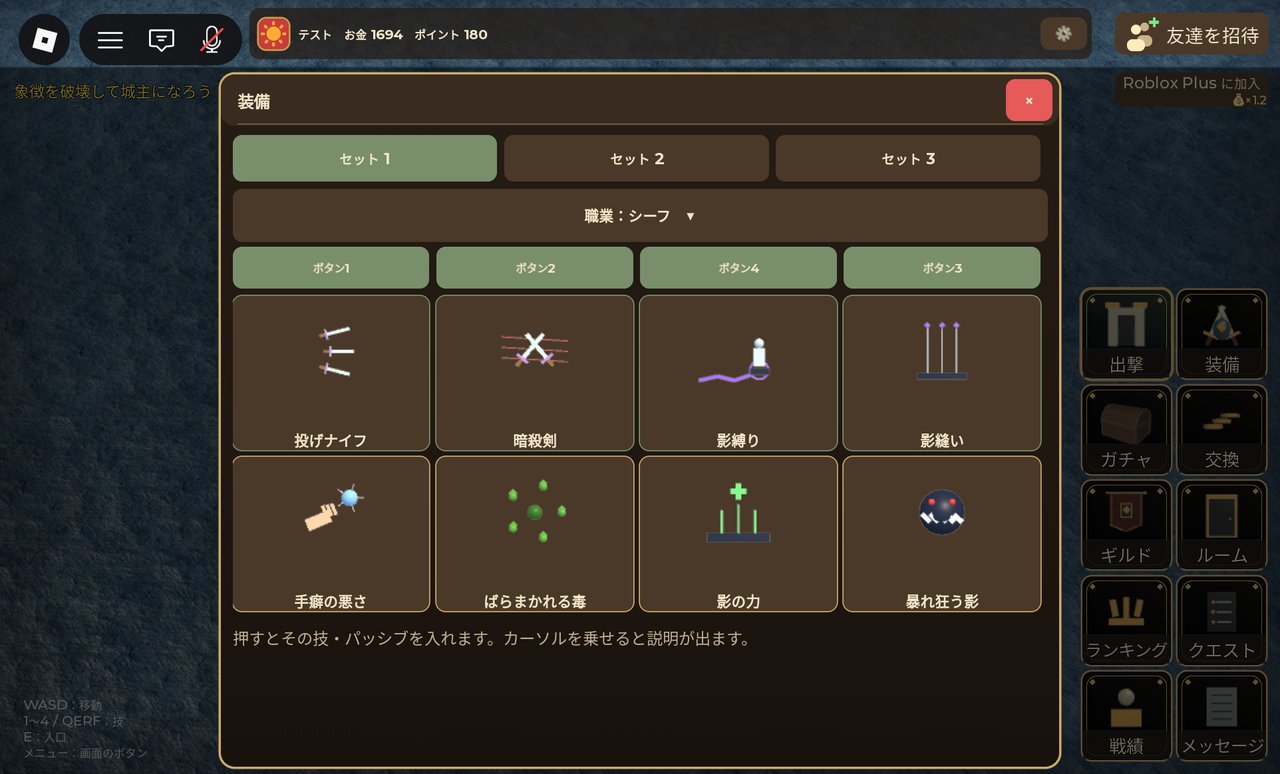 テスト お金 1694 ポイント 180
友達を招待
Roblox Plus に加入
×1.2
象徴を破壊して城主になろう
装備
×
セット 1 セット 2 セット 3
職業：シーフ ▼
ボタン1 ボタン2 ボタン4 ボタン3
投げナイフ 暗殺剣 影縛り 影縫い
手癖の悪さ ばらまかれる毒 影の力 暴れ狂う影
押すとその技・パッシブを入れます。カーソルを乗せると説明が出ます。
出撃 装備
ガチャ 交換
ギルド ルーム
ランキング クエスト
戦績 メッセージ
WASD：移動
1～4 / QERF：技
E：入口
メニュー：画面のボタン